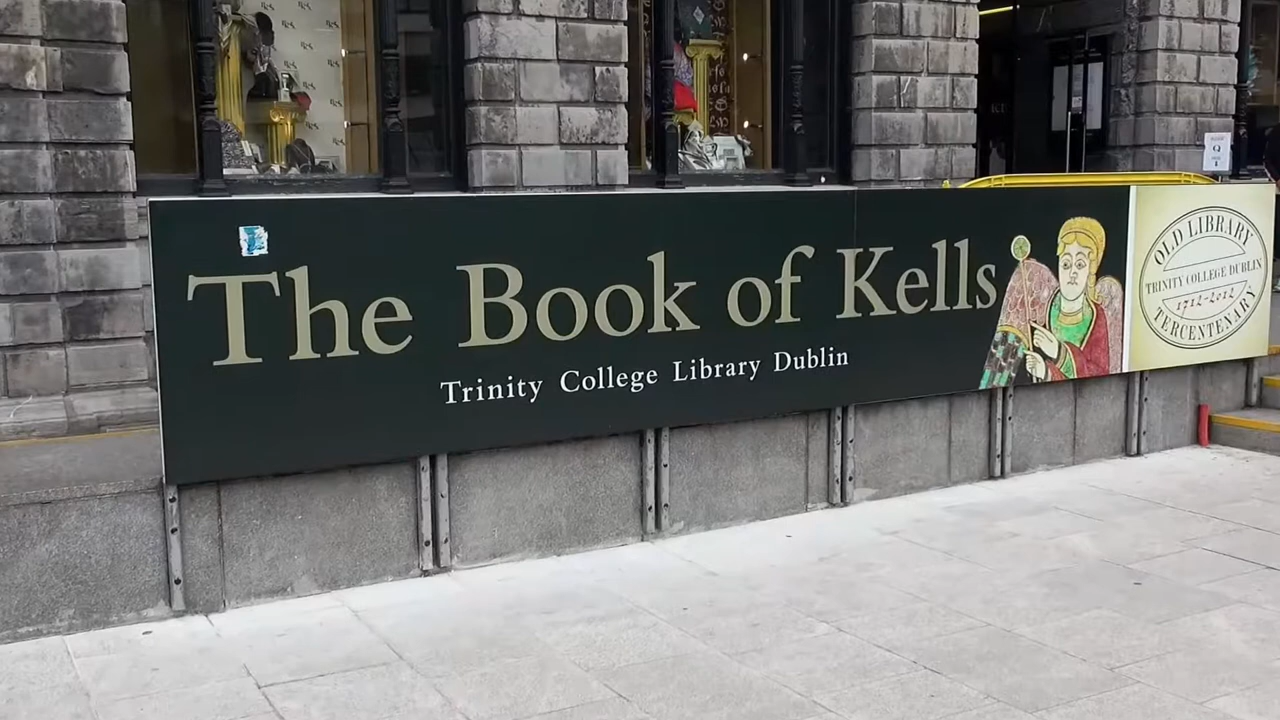 The Book of Kells
Trinity College Library Dublin
OLD LIBRARY
TRINITY COLLEGE DUBLIN
1712-2012
TERCENTENARY